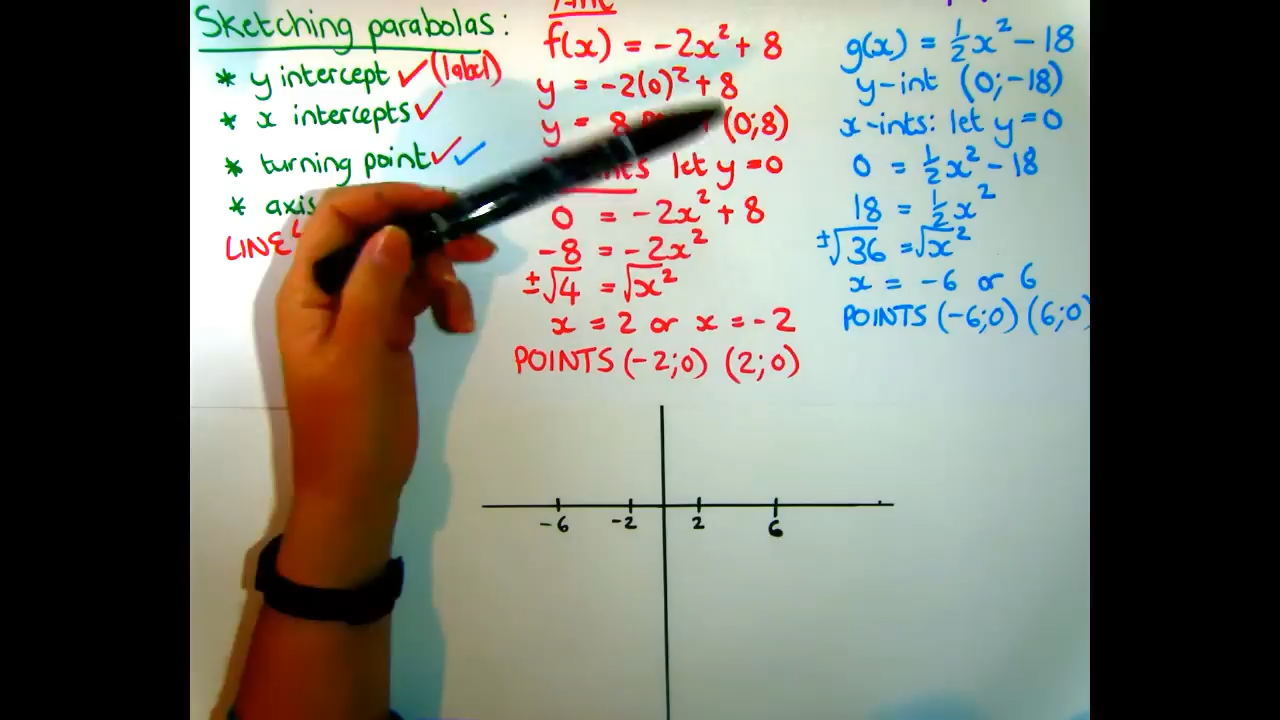 Sketching parabolas:
* y intercept ✓ (label)
* x intercepts ✓
* turning point ✓✓
* axis
LINE
f(x) = -2x² + 8
y = -2(0)² + 8
y = 8 (0;8)
let y = 0
0 = -2x² + 8
-8 = -2x²
±√4 = √x²
x = 2 or x = -2
POINTS (-2;0) (2;0)
g(x) = ½x² - 18
y-int (0;-18)
x-ints: let y = 0
0 = ½x² - 18
18 = ½x²
±√36 = √x²
x = -6 or 6
POINTS (-6;0) (6;0)
-6 -2 2 6